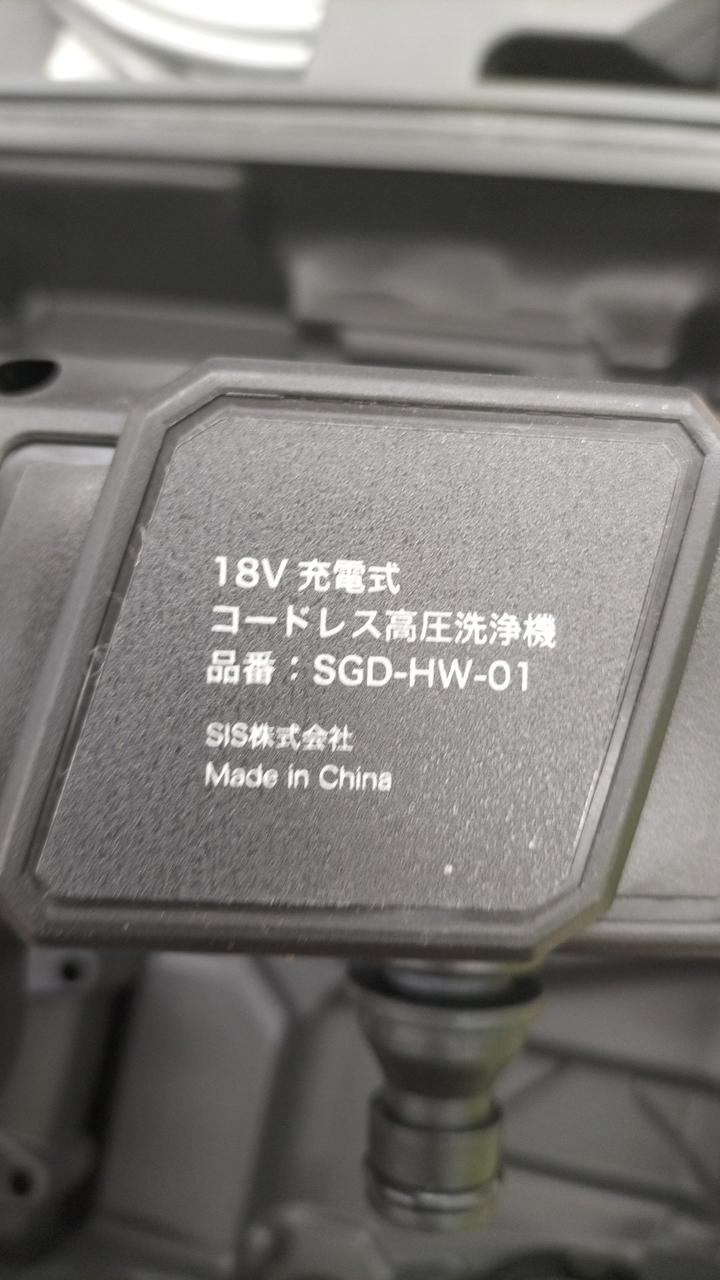 18V 充電式
コードレス高圧洗浄機
品番：SGD-HW-01
SIS株式会社
Made in China